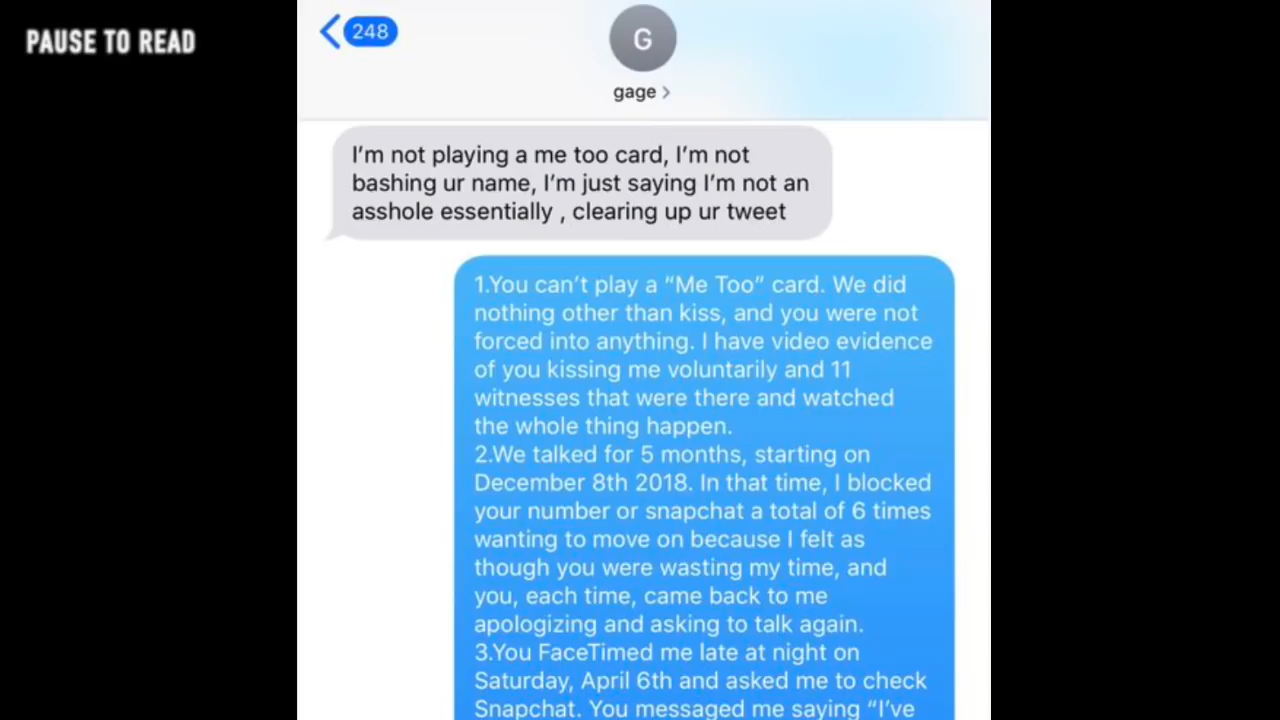 PAUSE TO READ
248
G
gage >
I'm not playing a me too card, I'm not
bashing ur name, I'm just saying I'm not an
asshole essentially , clearing up ur tweet
1.You can't play a “Me Too” card. We did
nothing other than kiss, and you were not
forced into anything. I have video evidence
of you kissing me voluntarily and 11
witnesses that were there and watched
the whole thing happen.
2.We talked for 5 months, starting on
December 8th 2018. In that time, I blocked
your number or snapchat a total of 6 times
wanting to move on because I felt as
though you were wasting my time, and
you, each time, came back to me
apologizing and asking to talk again.
3.You FaceTimed me late at night on
Saturday, April 6th and asked me to check
Snapchat. You messaged me saying “I've